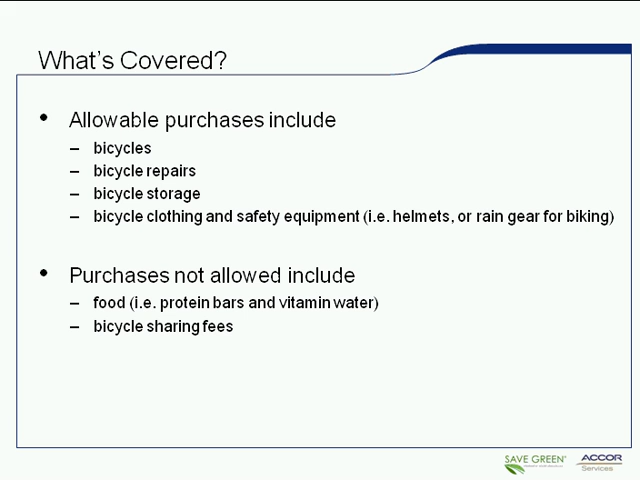 What's Covered?
• Allowable purchases include
– bicycles
– bicycle repairs
– bicycle storage
– bicycle clothing and safety equipment (i.e. helmets, or rain gear for biking)
• Purchases not allowed include
– food (i.e. protein bars and vitamin water)
– bicycle sharing fees
SAVE GREEN
ACCOR
Services